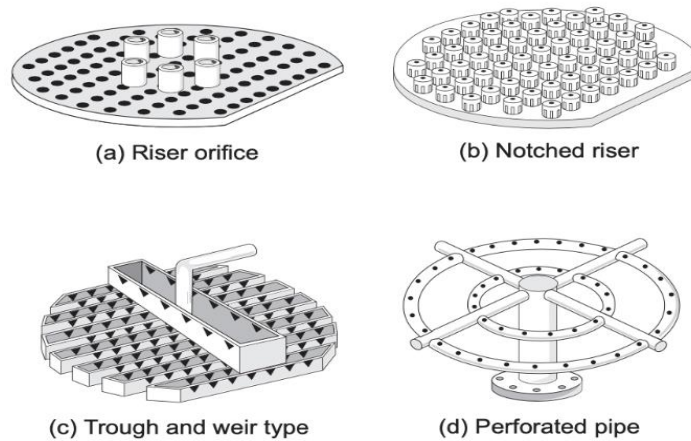 (a) Riser orifice
(b) Notched riser
(c) Trough and weir type
(d) Perforated pipe